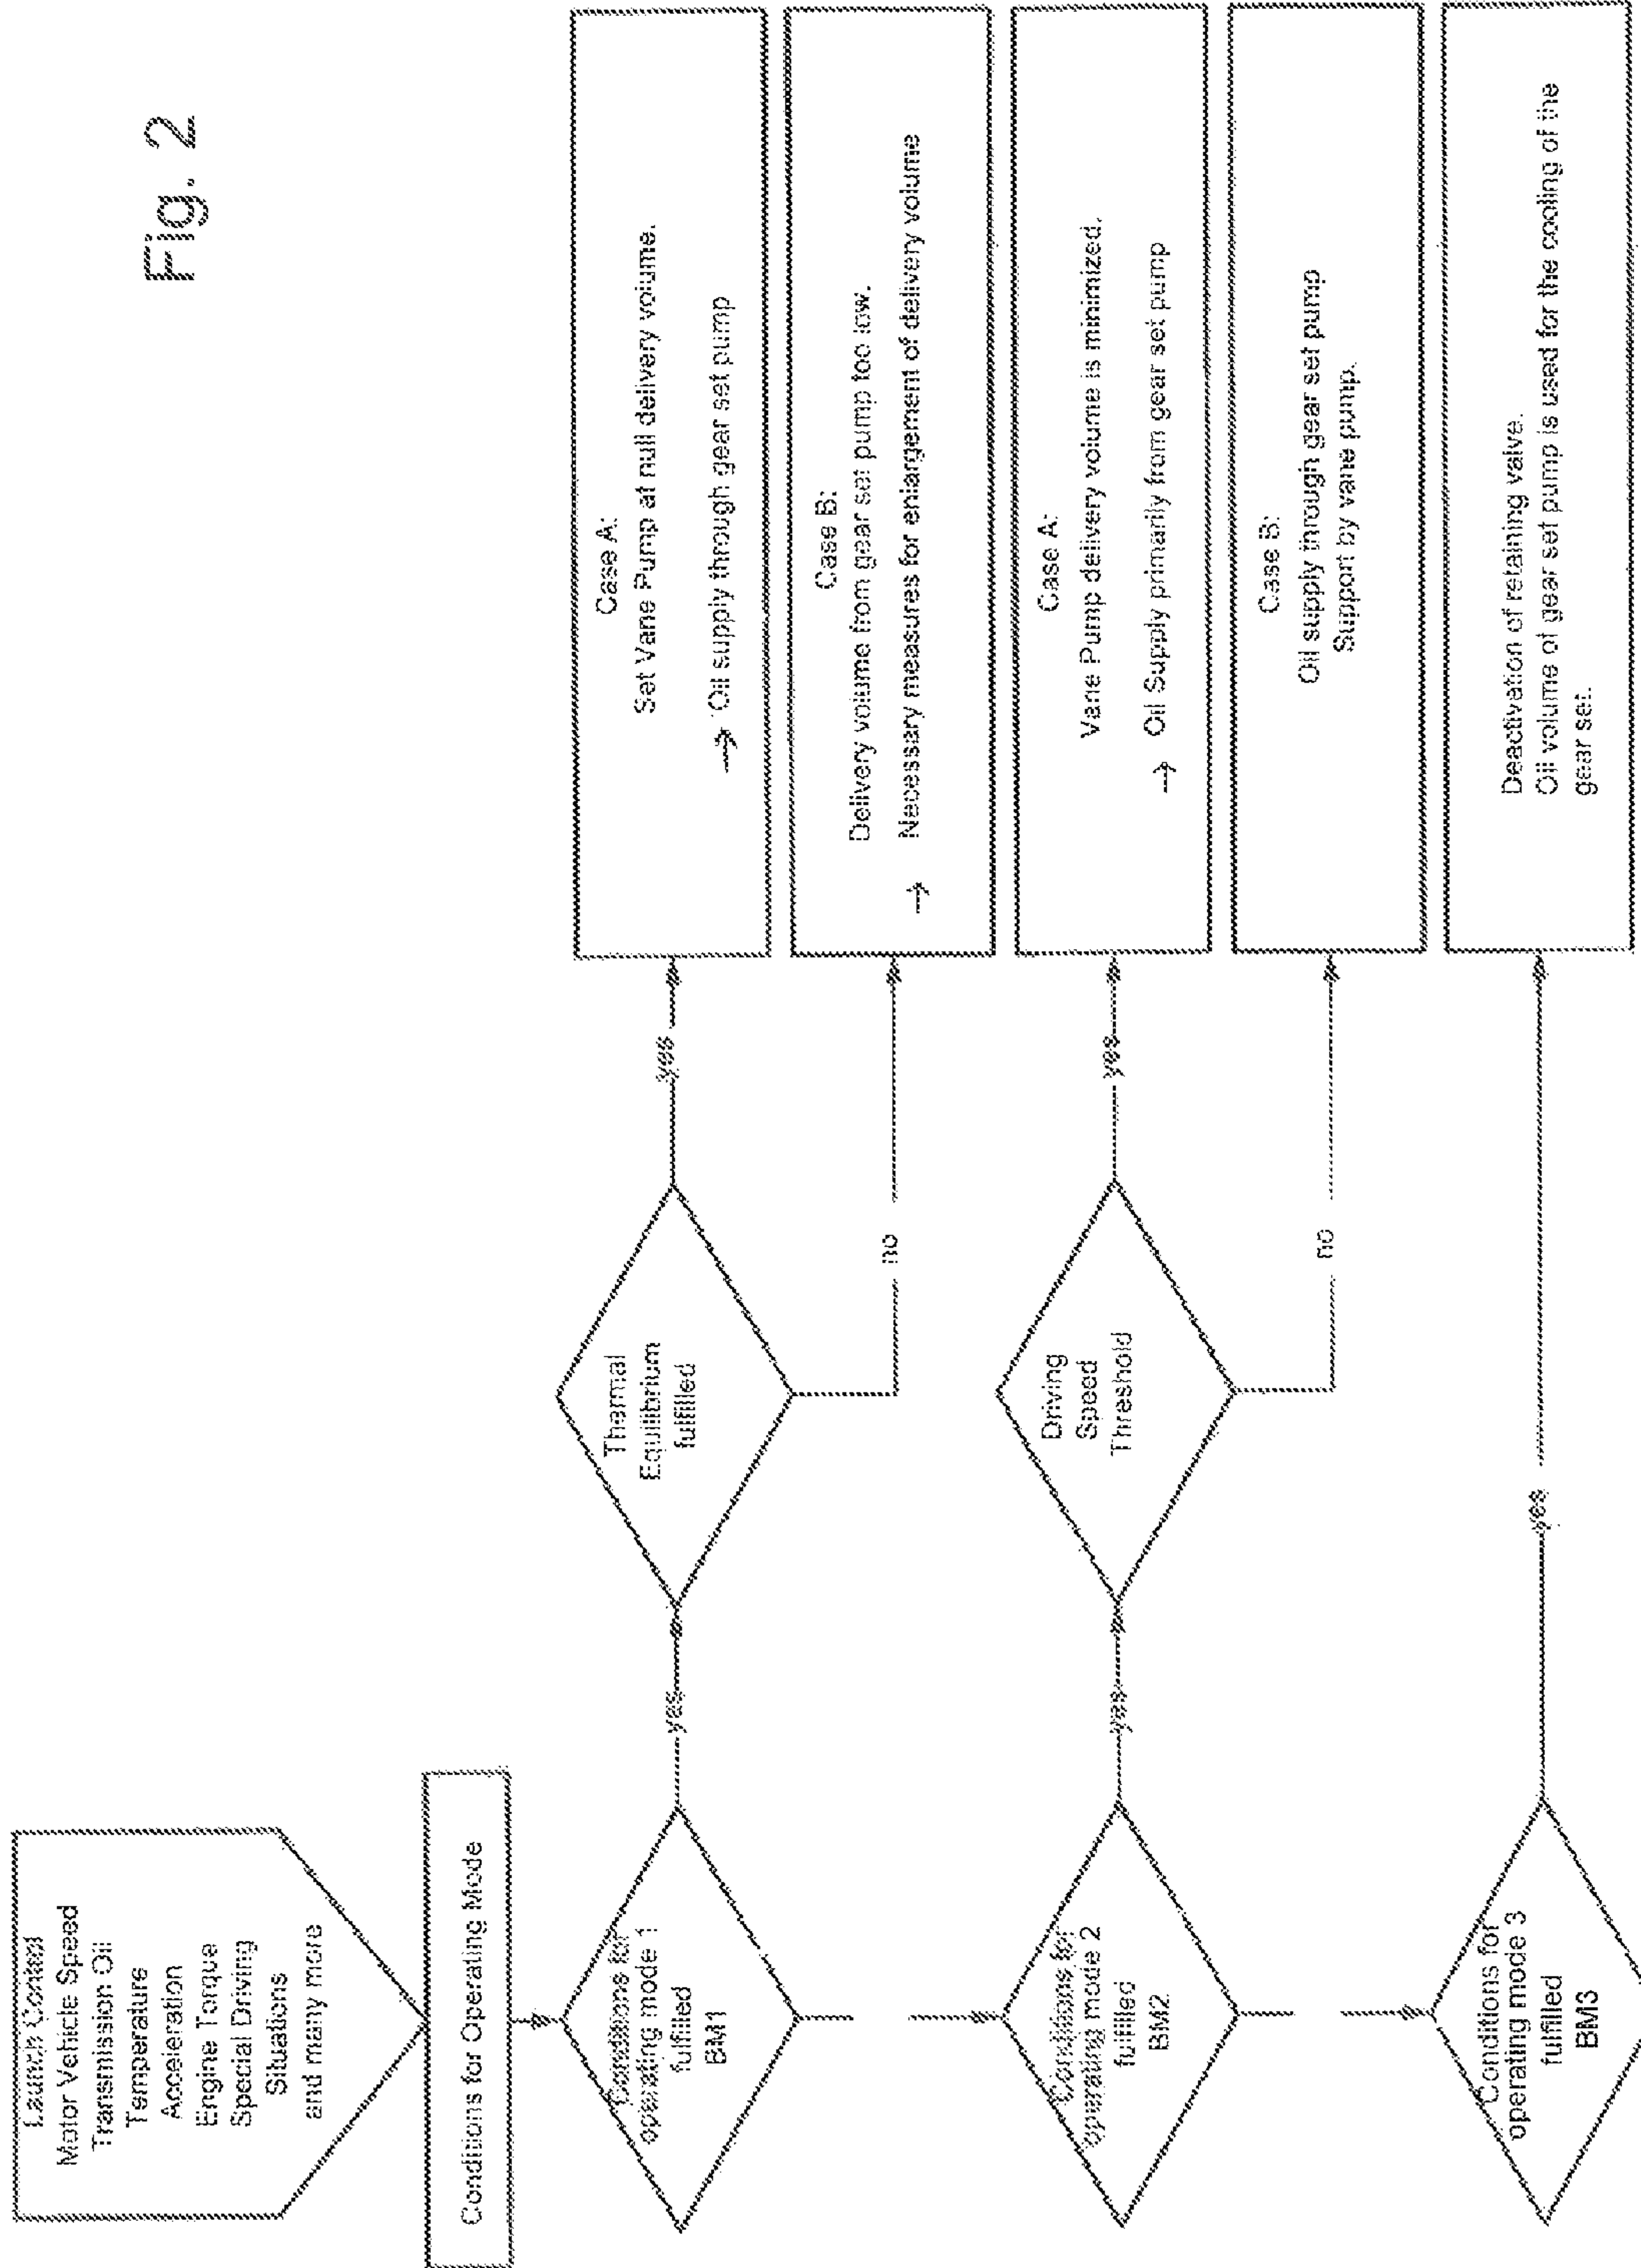 Fig. 2
Launch Control
Motor Vehicle Speed
Transmission Oil
Temperature
Acceleration
Engine Torque
Special Driving
Situations
and many more
Conditions for Operating Mode
Conditions for
operating mode 1
fulfilled
BM1
yes
Thermal
Equilibrium
fulfilled
yes
Case A:
Set Vane Pump at null delivery volume.
→ Oil supply through gear set pump
no
Case B:
Delivery volume from gear set pump too low.
→ Necessary measures for enlargement of delivery volume
Conditions for
operating mode 2
fulfilled
BM2
yes
Driving
Speed
Threshold
yes
Case A:
Vane Pump delivery volume is minimized.
→ Oil Supply primarily from gear set pump
no
Case B:
Oil supply through gear set pump
Support by vane pump.
Conditions for
operating mode 3
fulfilled
BM3
yes
Deactivation of retaining valve.
Oil volume of gear set pump is used for the cooling of the
gear set.